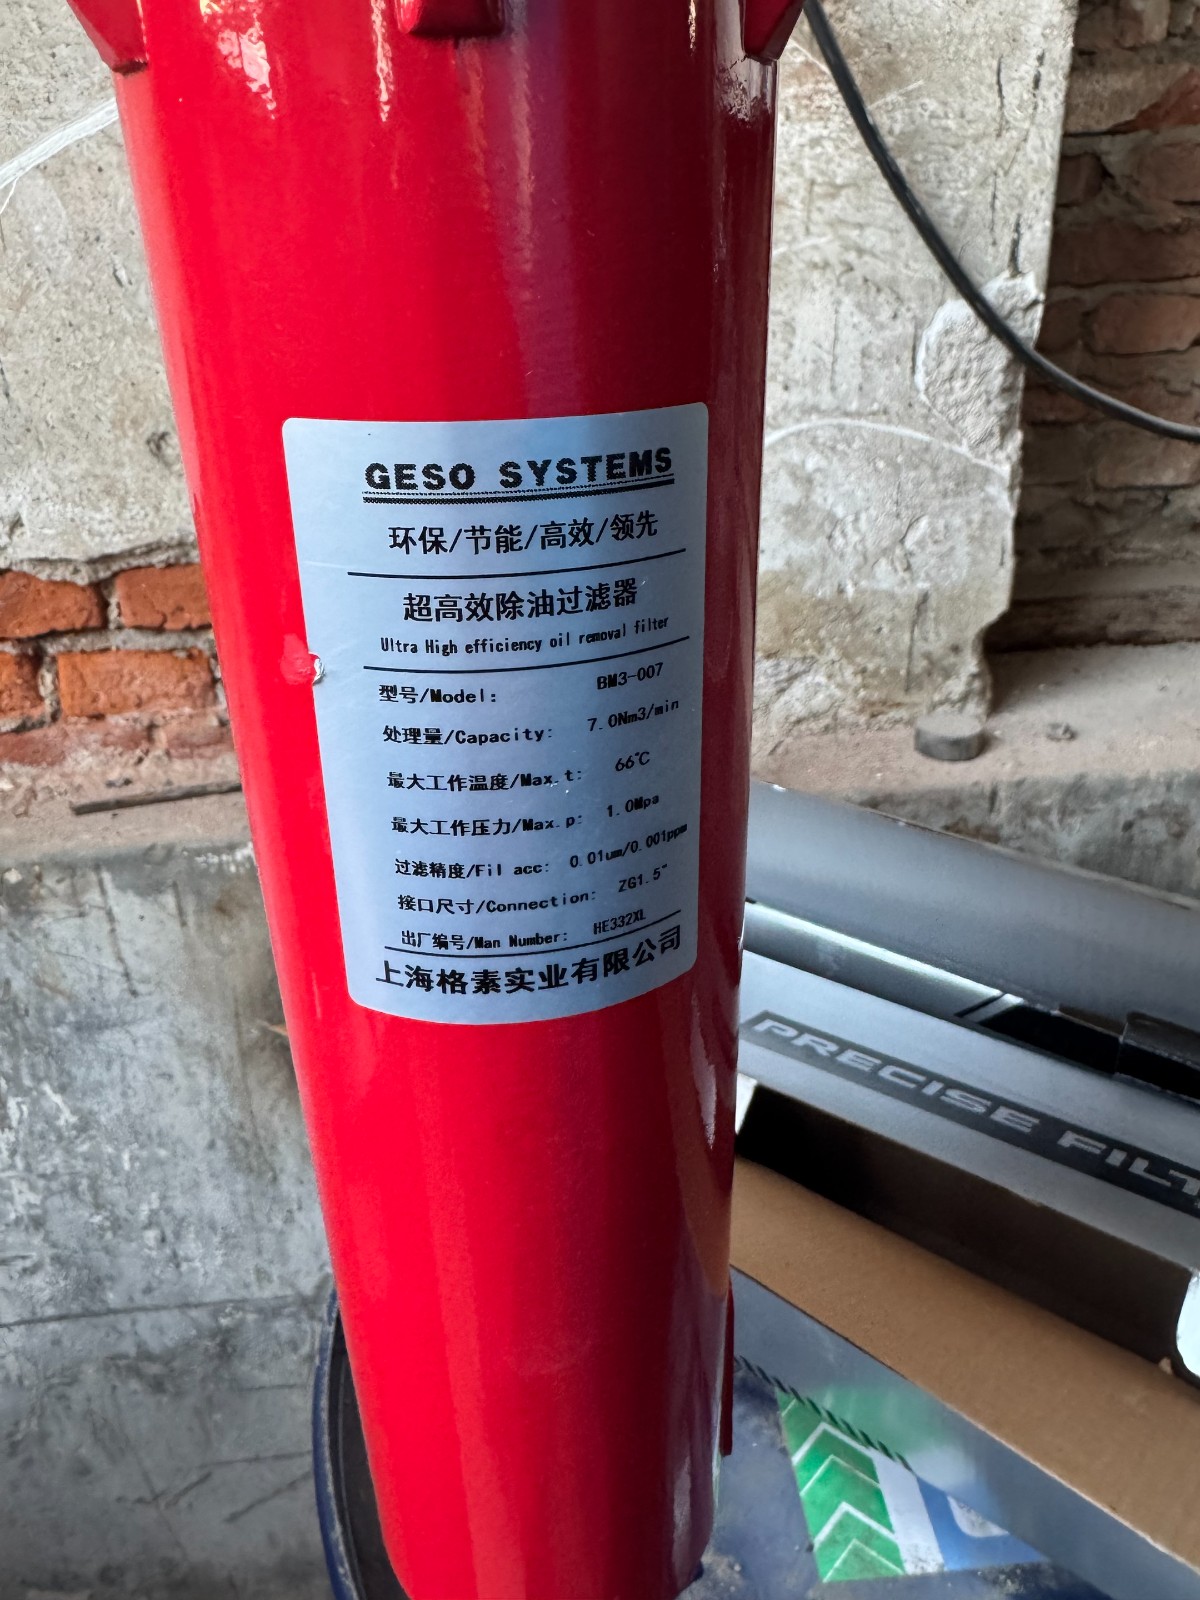 GESO SYSTEMS
环保/节能/高效/领先
超高效除油过滤器
Ultra High efficiency oil removal filter
型号/Model: BM3-007
处理量/Capacity: 7.0Nm3/min
最大工作温度/Max.t: 66℃
最大工作压力/Max.p: 1.0Mpa
过滤精度/Fil acc: 0.01um/0.001ppm
接口尺寸/Connection: ZG1.5"
出厂编号/Man Number: HE332XL
上海格素实业有限公司
PRECISE FILT